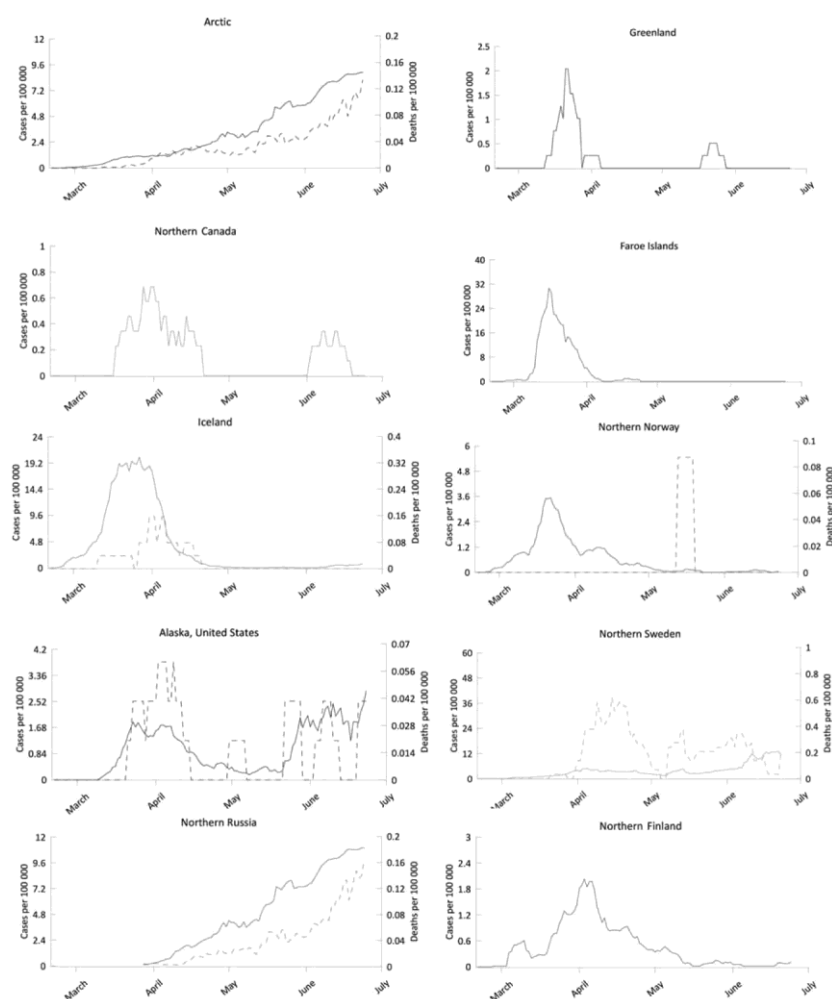 Arctic
12
9.6
7.2
4.8
2.4
0
Cases per 100 000
0.2
0.16
0.12
0.08
0.04
0
Deaths per 100 000
March
April
May
June
July
Greenland
2.5
2
1.5
1
0.5
0
Cases per 100 000
March
April
May
June
July
Northern Canada
1
0.8
0.6
0.4
0.2
0
Cases per 100 000
March
April
May
June
July
Faroe Islands
40
32
24
16
8
0
Cases per 100 000
March
April
May
June
July
Iceland
24
19.2
14.4
9.6
4.8
0
Cases per 100 000
0.4
0.32
0.24
0.16
0.08
0
Deaths per 100 000
March
April
May
June
July
Northern Norway
6
4.8
3.6
2.4
1.2
0
Cases per 100 000
0.1
0.08
0.06
0.04
0.02
0
Deaths per 100 000
March
April
May
June
July
Alaska, United States
4.2
3.36
2.52
1.68
0.84
0
Cases per 100 000
0.07
0.056
0.042
0.028
0.014
0
Deaths per 100 000
March
April
May
June
July
Northern Sweden
60
48
36
24
12
0
Cases per 100 000
1
0.8
0.6
0.4
0.2
0
Deaths per 100 000
March
April
May
June
July
Northern Russia
12
9.6
7.2
4.8
2.4
0
Cases per 100 000
0.2
0.16
0.12
0.08
0.04
0
Deaths per 100 000
March
April
May
June
July
Northern Finland
3
2.4
1.8
1.2
0.6
0
Cases per 100 000
March
April
May
June
July